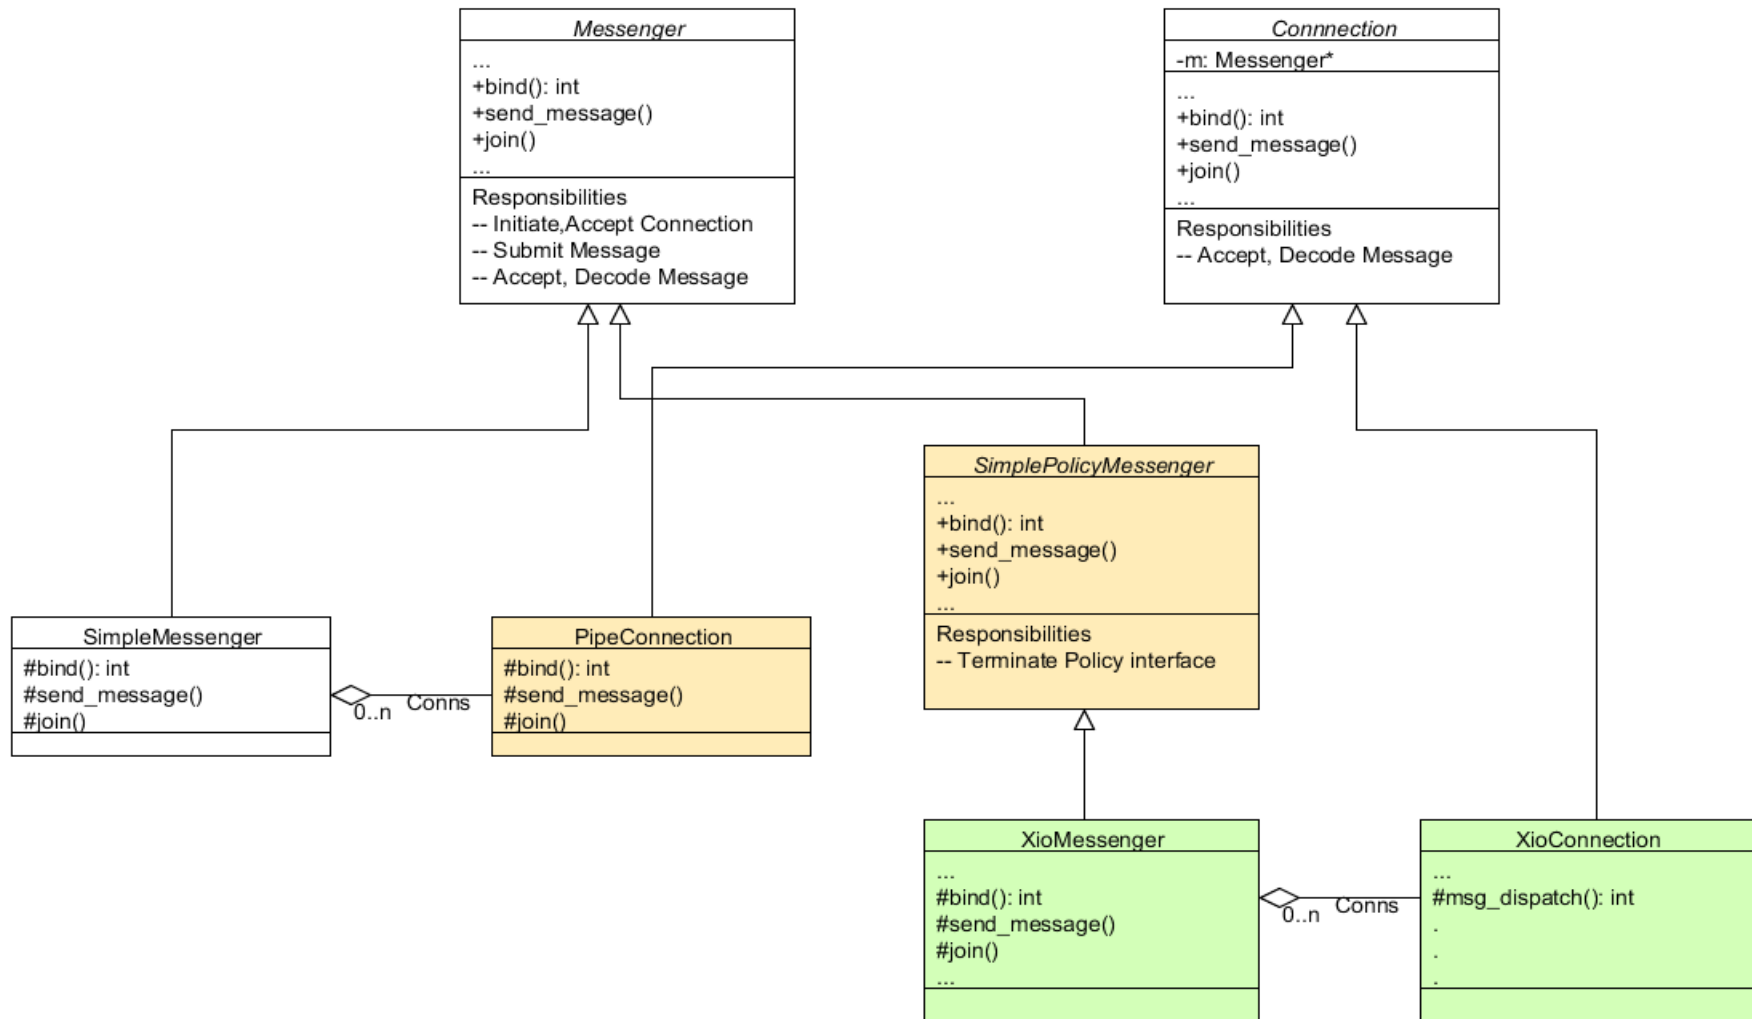 Messenger
...
+bind(): int
+send_message()
+join()
...
Responsibilities
-- Initiate,Accept Connection
-- Submit Message
-- Accept, Decode Message
Connnection
-m: Messenger*
...
+bind(): int
+send_message()
+join()
...
Responsibilities
-- Accept, Decode Message
SimplePolicyMessenger
...
+bind(): int
+send_message()
+join()
...
Responsibilities
-- Terminate Policy interface
SimpleMessenger
#bind(): int
#send_message()
#join()
0..n Conns
PipeConnection
#bind(): int
#send_message()
#join()
XioMessenger
...
#bind(): int
#send_message()
#join()
...
0..n Conns
XioConnection
...
#msg_dispatch(): int
.
.
.